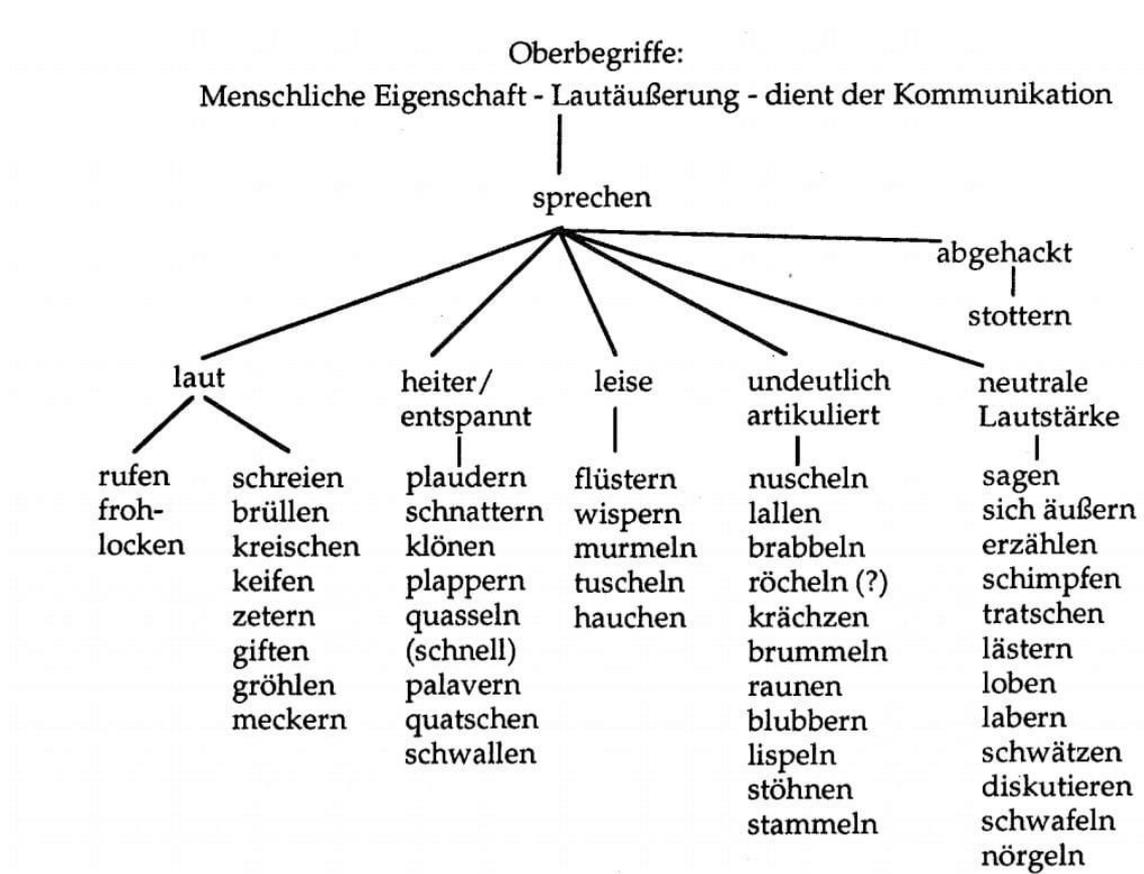 Oberbegriffe:
Menschliche Eigenschaft - Lautäußerung - dient der Kommunikation
sprechen
abgehackt
stottern
laut
rufen
froh-
locken
schreien
brüllen
kreischen
keifen
zetern
giften
gröhlen
meckern
heiter/
entspannt
plaudern
schnattern
klönen
plappern
quasseln
(schnell)
palavern
quatschen
schwallen
leise
flüstern
wispern
murmeln
tuscheln
hauchen
undeutlich
artikuliert
nuscheln
lallen
brabbeln
röcheln (?)
krächzen
brummeln
raunen
blubbern
lispeln
stöhnen
stammeln
neutrale
Lautstärke
sagen
sich äußern
erzählen
schimpfen
tratschen
lästern
loben
labern
schwätzen
diskutieren
schwafeln
nörgeln